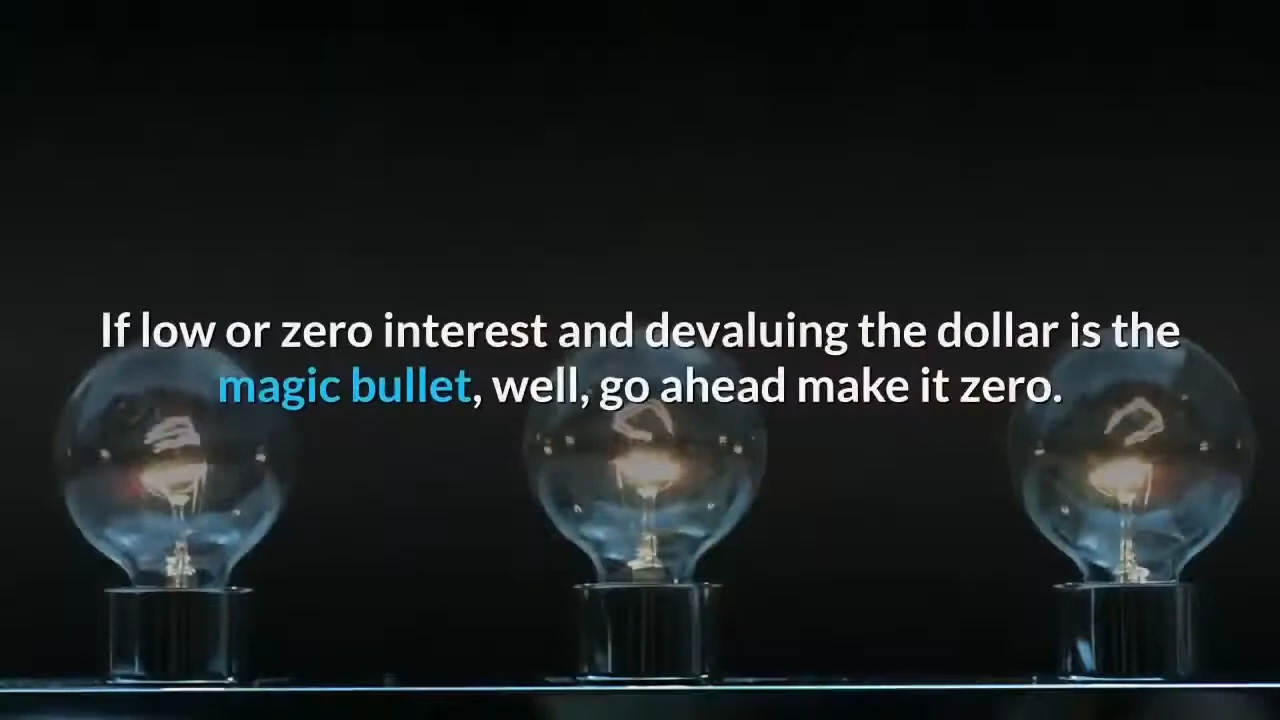 If low or zero interest and devaluing the dollar is the
magic bullet, well, go ahead make it zero.